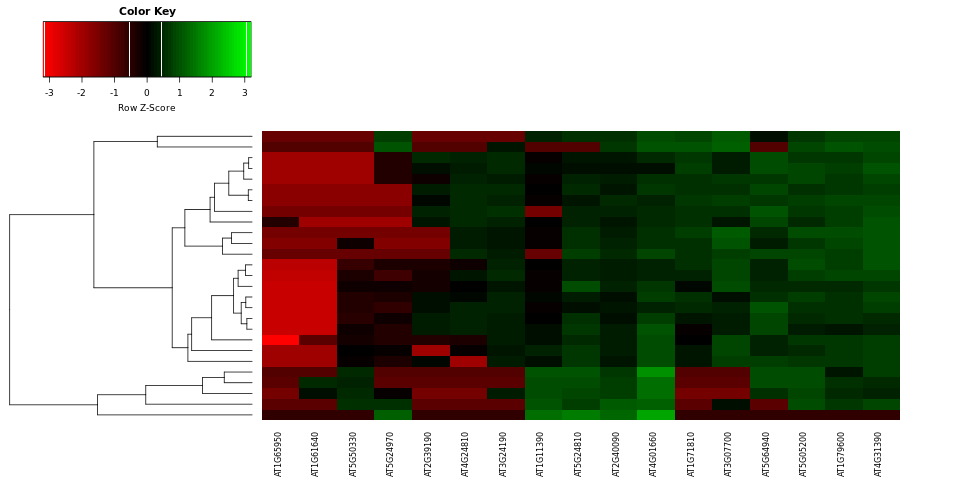 Color Key
-3 -2 -1 0 1 2 3
Row Z-Score
AT1G65950
AT1G61640
AT5G50330
AT5G24970
AT2G39190
AT4G24810
AT3G24190
AT1G11390
AT5G24810
AT2G40090
AT4G01660
AT1G71810
AT3G07700
AT5G64940
AT5G05200
AT1G79600
AT4G31390